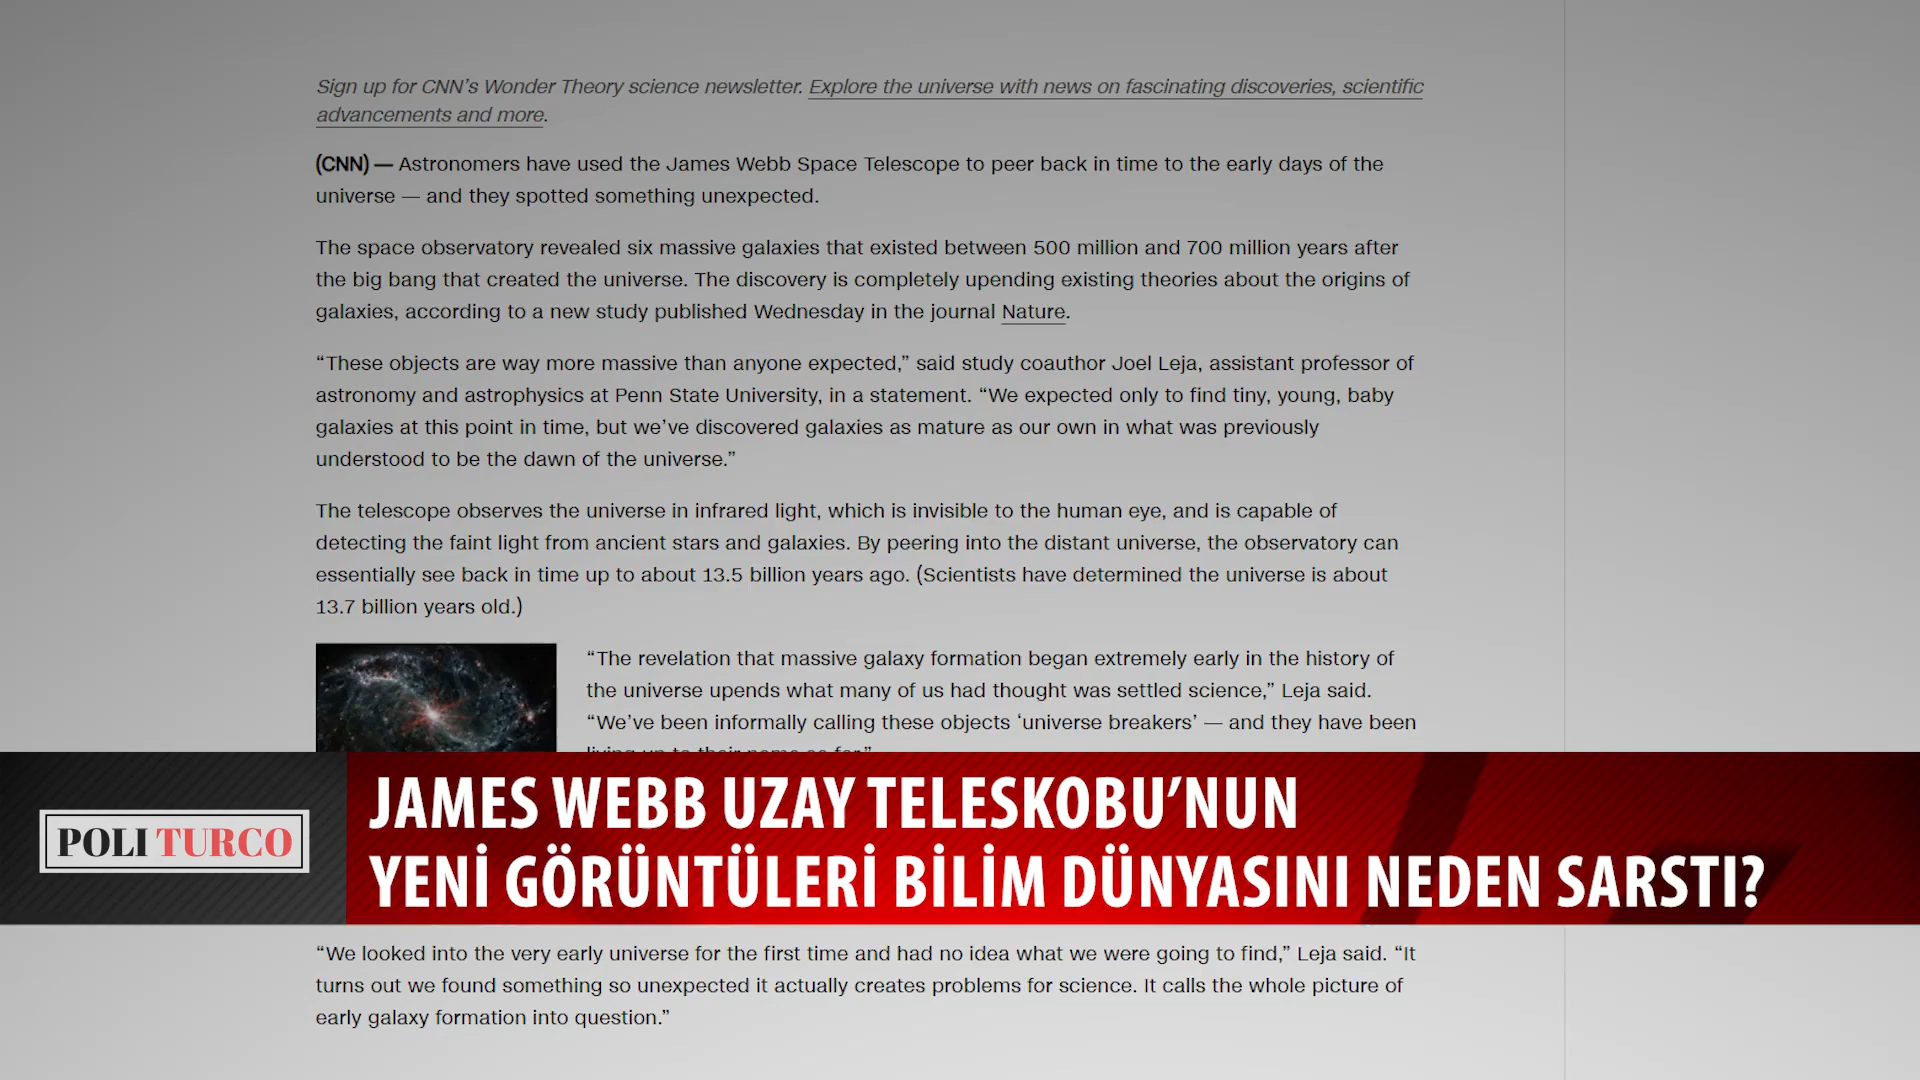 Sign up for CNN's Wonder Theory science newsletter. Explore the universe with news on fascinating discoveries, scientific
advancements and more.
(CNN) — Astronomers have used the James Webb Space Telescope to peer back in time to the early days of the
universe — and they spotted something unexpected.
The space observatory revealed six massive galaxies that existed between 500 million and 700 million years after
the big bang that created the universe. The discovery is completely upending existing theories about the origins of
galaxies, according to a new study published Wednesday in the journal Nature.
“These objects are way more massive than anyone expected,” said study coauthor Joel Leja, assistant professor of
astronomy and astrophysics at Penn State University, in a statement. “We expected only to find tiny, young, baby
galaxies at this point in time, but we’ve discovered galaxies as mature as our own in what was previously
understood to be the dawn of the universe.”
The telescope observes the universe in infrared light, which is invisible to the human eye, and is capable of
detecting the faint light from ancient stars and galaxies. By peering into the distant universe, the observatory can
essentially see back in time up to about 13.5 billion years ago. (Scientists have determined the universe is about
13.7 billion years old.)
“The revelation that massive galaxy formation began extremely early in the history of
the universe upends what many of us had thought was settled science,” Leja said.
“We’ve been informally calling these objects ‘universe breakers’ — and they have been
living up to their name so far.”
POLITURCO
JAMES WEBB UZAY TELESKOBU’NUN
YENİ GÖRÜNTÜLERİ BİLİM DÜNYASINI NEDEN SARSTI?
“We looked into the very early universe for the first time and had no idea what we were going to find,” Leja said. “It
turns out we found something so unexpected it actually creates problems for science. It calls the whole picture of
early galaxy formation into question.”